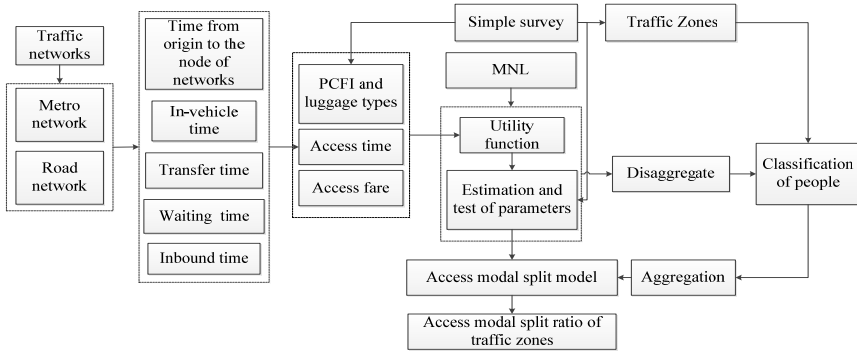 Traffic
networks
Metro
network
Road
network
Time from
origin to the
node of
networks
In-vehicle
time
Transfer time
Waiting time
Inbound time
PCFI and
luggage types
Access time
Access fare
Simple survey
MNL
Utility
function
Estimation and
test of parameters
Traffic Zones
Disaggregate
Classification
of people
Access modal split model
Aggregation
Access modal split ratio of
traffic zones